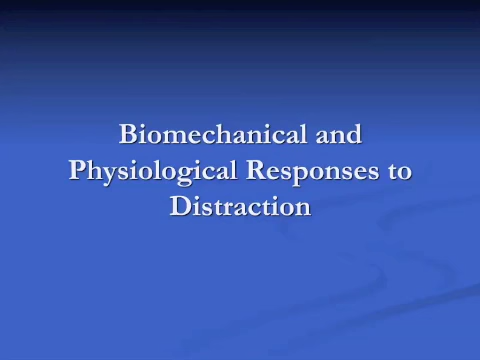 Biomechanical and
Physiological Responses to
Distraction